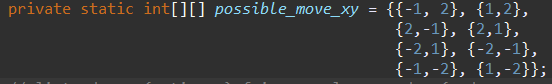 private static int[][] possible_move_xy = {{-1, 2}, {1,2},
{2,-1}, {2,1},
{-2,1}, {-2,-1},
{-1,-2}, {1,-2}};